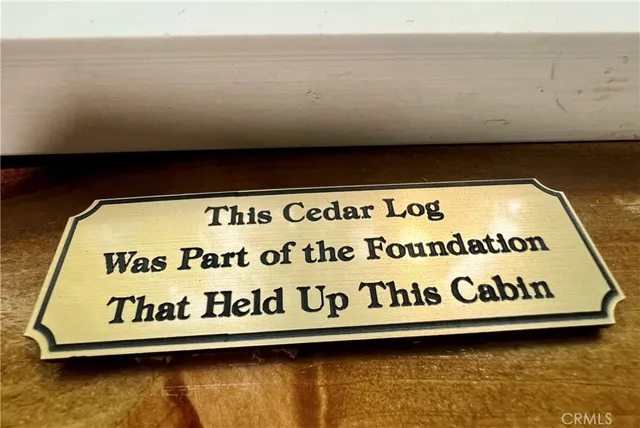 This Cedar Log
Was Part of the Foundation
That Held Up This Cabin
CRMLS